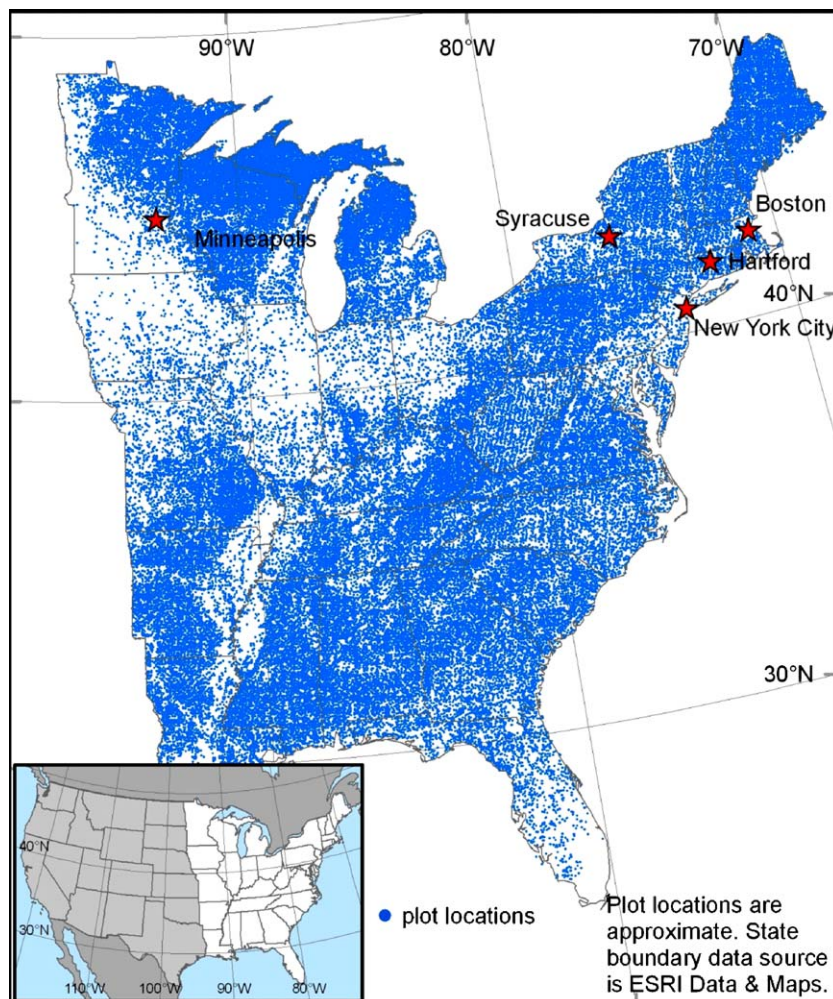 90°W
80°W
70°W
Boston
Syracuse
Minneapolis
Hartford
40°N
New York City
30°N
40°N
30°N
110°W
100°W
90°W
80°W
plot locations
Plot locations are
approximate. State
boundary data source
is ESRI Data & Maps.